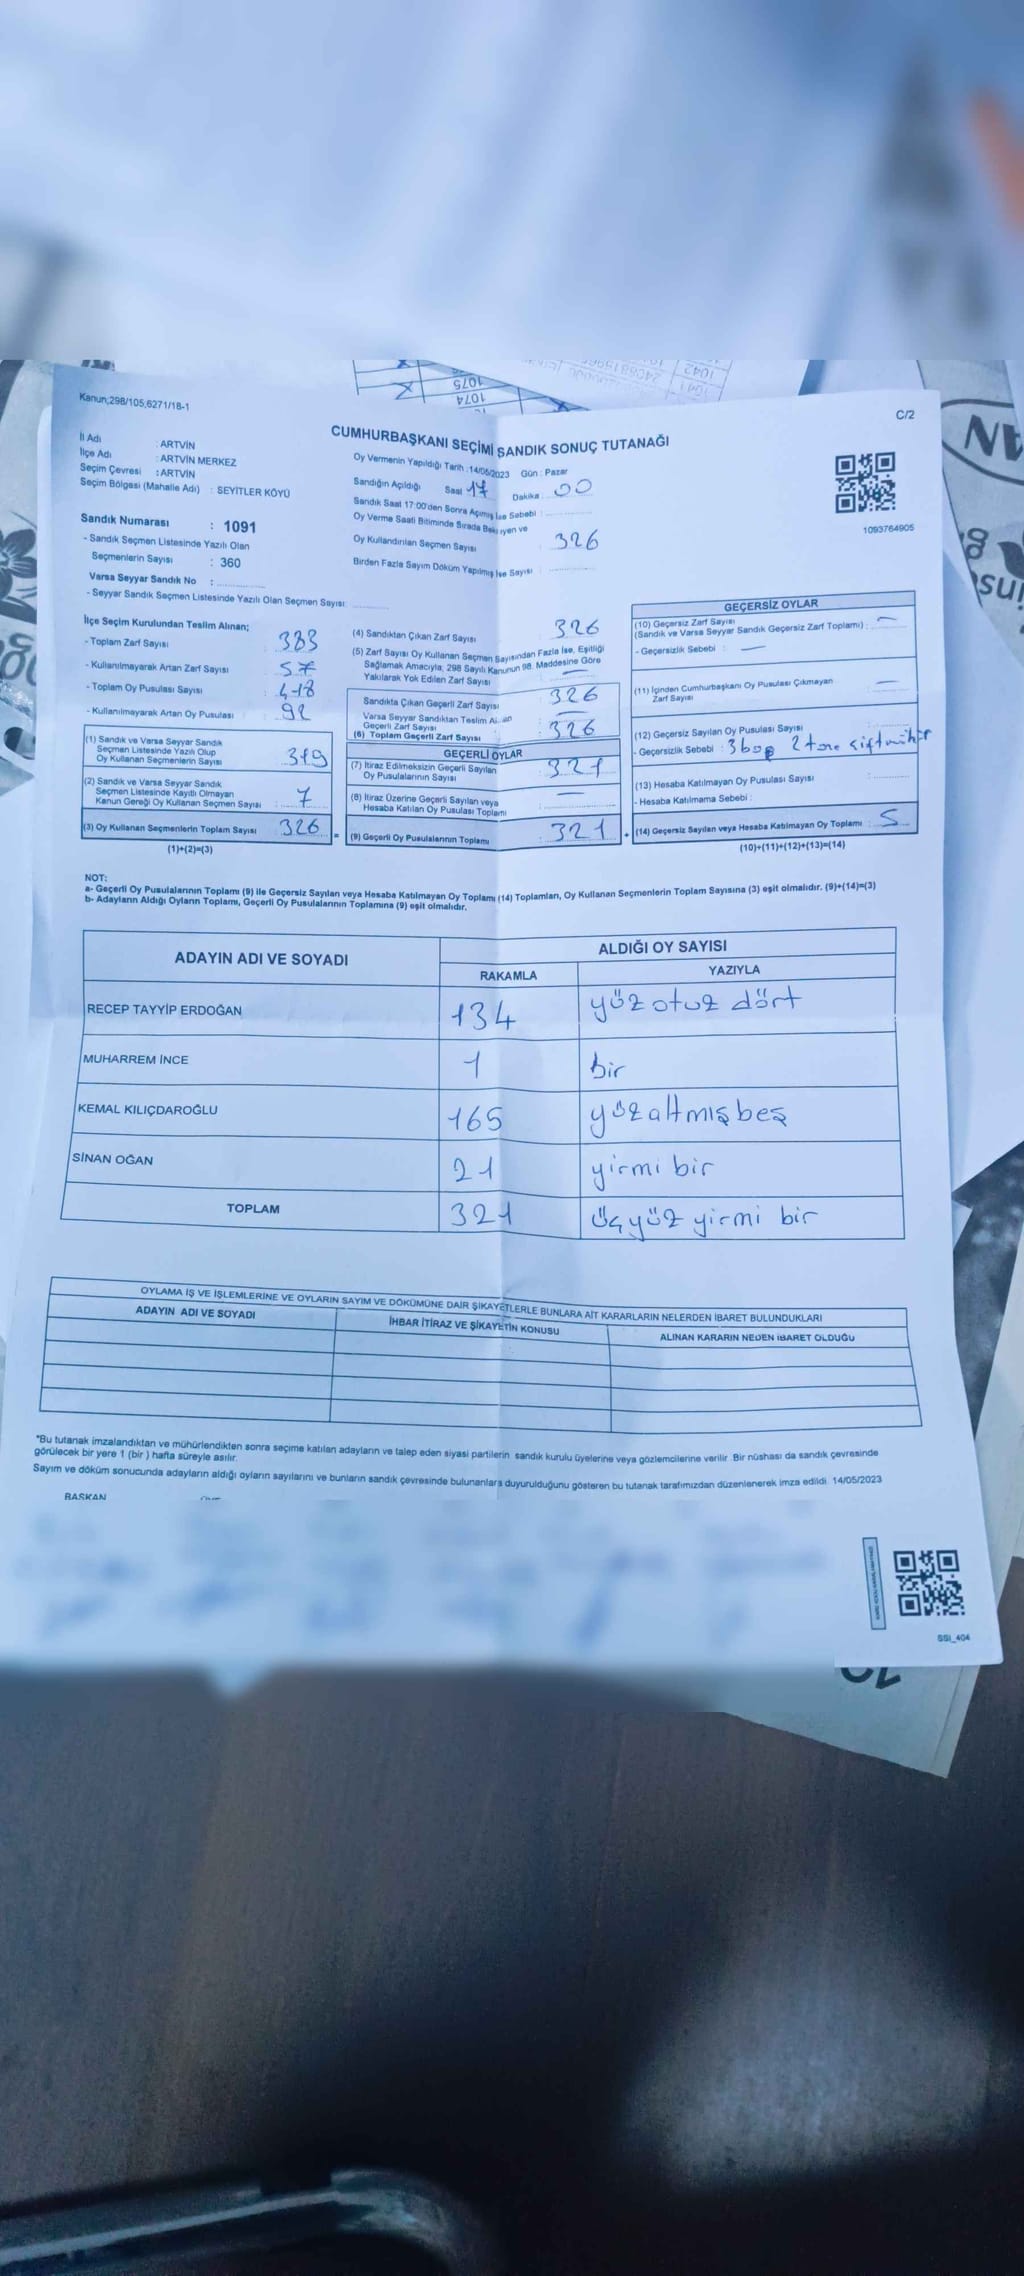 1075
1074
1042
1041
Kanun;298/105,6271/18-1
C/2
CUMHURBAŞKANI SEÇİMİ SANDIK SONUÇ TUTANAĞI
İl Adı : ARTVİN
İlçe Adı : ARTVİN MERKEZ
Seçim Çevresi : ARTVİN
Seçim Bölgesi (Mahalle Adı) : SEYİTLER KÖYÜ
Sandık Numarası : 1091
- Sandık Seçmen Listesinde Yazılı Olan
Seçmenlerin Sayısı : 360
Varsa Seyyar Sandık No :
- Seyyar Sandık Seçmen Listesinde Yazılı Olan Seçmen Sayısı:
Oy Vermenin Yapıldığı Tarih :14/05/2023 Gün : Pazar
Sandığın Açıldığı Saat 17 Dakika : 00
Sandık Saat 17:00'den Sonra Açılmış İse Sebebi :
Oy Verme Saati Bitiminde Sırada Bekleyen ve
Oy Kullandırılan Seçmen Sayısı : 326
Birden Fazla Sayım Döküm Yapılmış İse Sayısı :
1093764905
İlçe Seçim Kurulundan Teslim Alınan;
- Toplam Zarf Sayısı : 383
- Kullanılmayarak Artan Zarf Sayısı : 57
- Toplam Oy Pusulası Sayısı : 418
- Kullanılmayarak Artan Oy Pusulası : 92
(1) Sandık ve Varsa Seyyar Sandık
Seçmen Listesinde Yazılı Olup
Oy Kullanan Seçmenlerin Sayısı : 319
(2) Sandık ve Varsa Seyyar Sandık
Seçmen Listesinde Kayıtlı Olmayan
Kanun Gereği Oy Kullanan Seçmen Sayısı : 7
(3) Oy Kullanan Seçmenlerin Toplam Sayısı : 326
(1)+(2)=(3)
(4) Sandıktan Çıkan Zarf Sayısı : 326
(5) Zarf Sayısı Oy Kullanan Seçmen Sayısından Fazla İse, Eşitliği
Sağlamak Amacıyla, 298 Sayılı Kanunun 98. Maddesine Göre
Yakılarak Yok Edilen Zarf Sayısı : —
Sandıkta Çıkan Geçerli Zarf Sayısı : 326
Varsa Seyyar Sandıktan Teslim Alınan
Geçerli Zarf Sayısı : —
(6) Toplam Geçerli Zarf Sayısı : 326
GEÇERLİ OYLAR
(7) İtiraz Edilmeksizin Geçerli Sayılan
Oy Pusulalarının Sayısı : 321
(8) İtiraz Üzerine Geçerli Sayılan veya
Hesaba Katılan Oy Pusulası Toplamı : —
(9) Geçerli Oy Pusulalarının Toplamı : 321
GEÇERSİZ OYLAR
(10) Geçersiz Zarf Sayısı
(Sandık ve Varsa Seyyar Sandık Geçersiz Zarf Toplamı) : —
- Geçersizlik Sebebi : —
(11) İçinden Cumhurbaşkanı Oy Pusulası Çıkmayan
Zarf Sayısı : —
(12) Geçersiz Sayılan Oy Pusulası Sayısı
- Geçersizlik Sebebi : 3 boş 2 tane çift mühür
(13) Hesaba Katılmayan Oy Pusulası Sayısı :
- Hesaba Katılmama Sebebi :
(14) Geçersiz Sayılan veya Hesaba Katılmayan Oy Toplamı : 5
(10)+(11)+(12)+(13)=(14)
NOT:
a- Geçerli Oy Pusulalarının Toplamı (9) ile Geçersiz Sayılan veya Hesaba Katılmayan Oy Toplamı (14) Toplamları, Oy Kullanan Seçmenlerin Toplam Sayısına (3) eşit olmalıdır. (9)+(14)=(3)
b- Adayların Aldığı Oyların Toplamı, Geçerli Oy Pusulalarının Toplamına (9) eşit olmalıdır.
ADAYIN ADI VE SOYADI ALDIĞI OY SAYISI
RAKAMLA YAZIYLA
RECEP TAYYİP ERDOĞAN 134 yüz otuz dört
MUHARREM İNCE 1 bir
KEMAL KILIÇDAROĞLU 165 yüzaltmışbeş
SİNAN OĞAN 21 yirmi bir
TOPLAM 321 üçyüz yirmi bir
OYLAMA İŞ VE İŞLEMLERİNE VE OYLARIN SAYIM VE DÖKÜMÜNE DAİR ŞİKAYETLERLE BUNLARA AİT KARARLARIN NELERDEN İBARET BULUNDUKLARI
ADAYIN ADI VE SOYADI İHBAR İTİRAZ VE ŞİKAYETİN KONUSU ALINAN KARARIN NEDEN İBARET OLDUĞU
"Bu tutanak imzalandıktan ve mühürlendikten sonra seçime katılan adayların ve talep eden siyasi partilerin sandık kurulu üyelerine veya gözlemcilerine verilir. Bir nüshası da sandık çevresinde
görülecek bir yere 1 (bir ) hafta süreyle asılır.
Sayım ve döküm sonucunda adayların aldığı oyların sayılarını ve bunların sandık çevresinde bulunanlara duyurulduğunu gösteren bu tutanak tarafımızdan düzenlenerek imza edildi. 14/05/2023
BAŞKAN
SSI_404